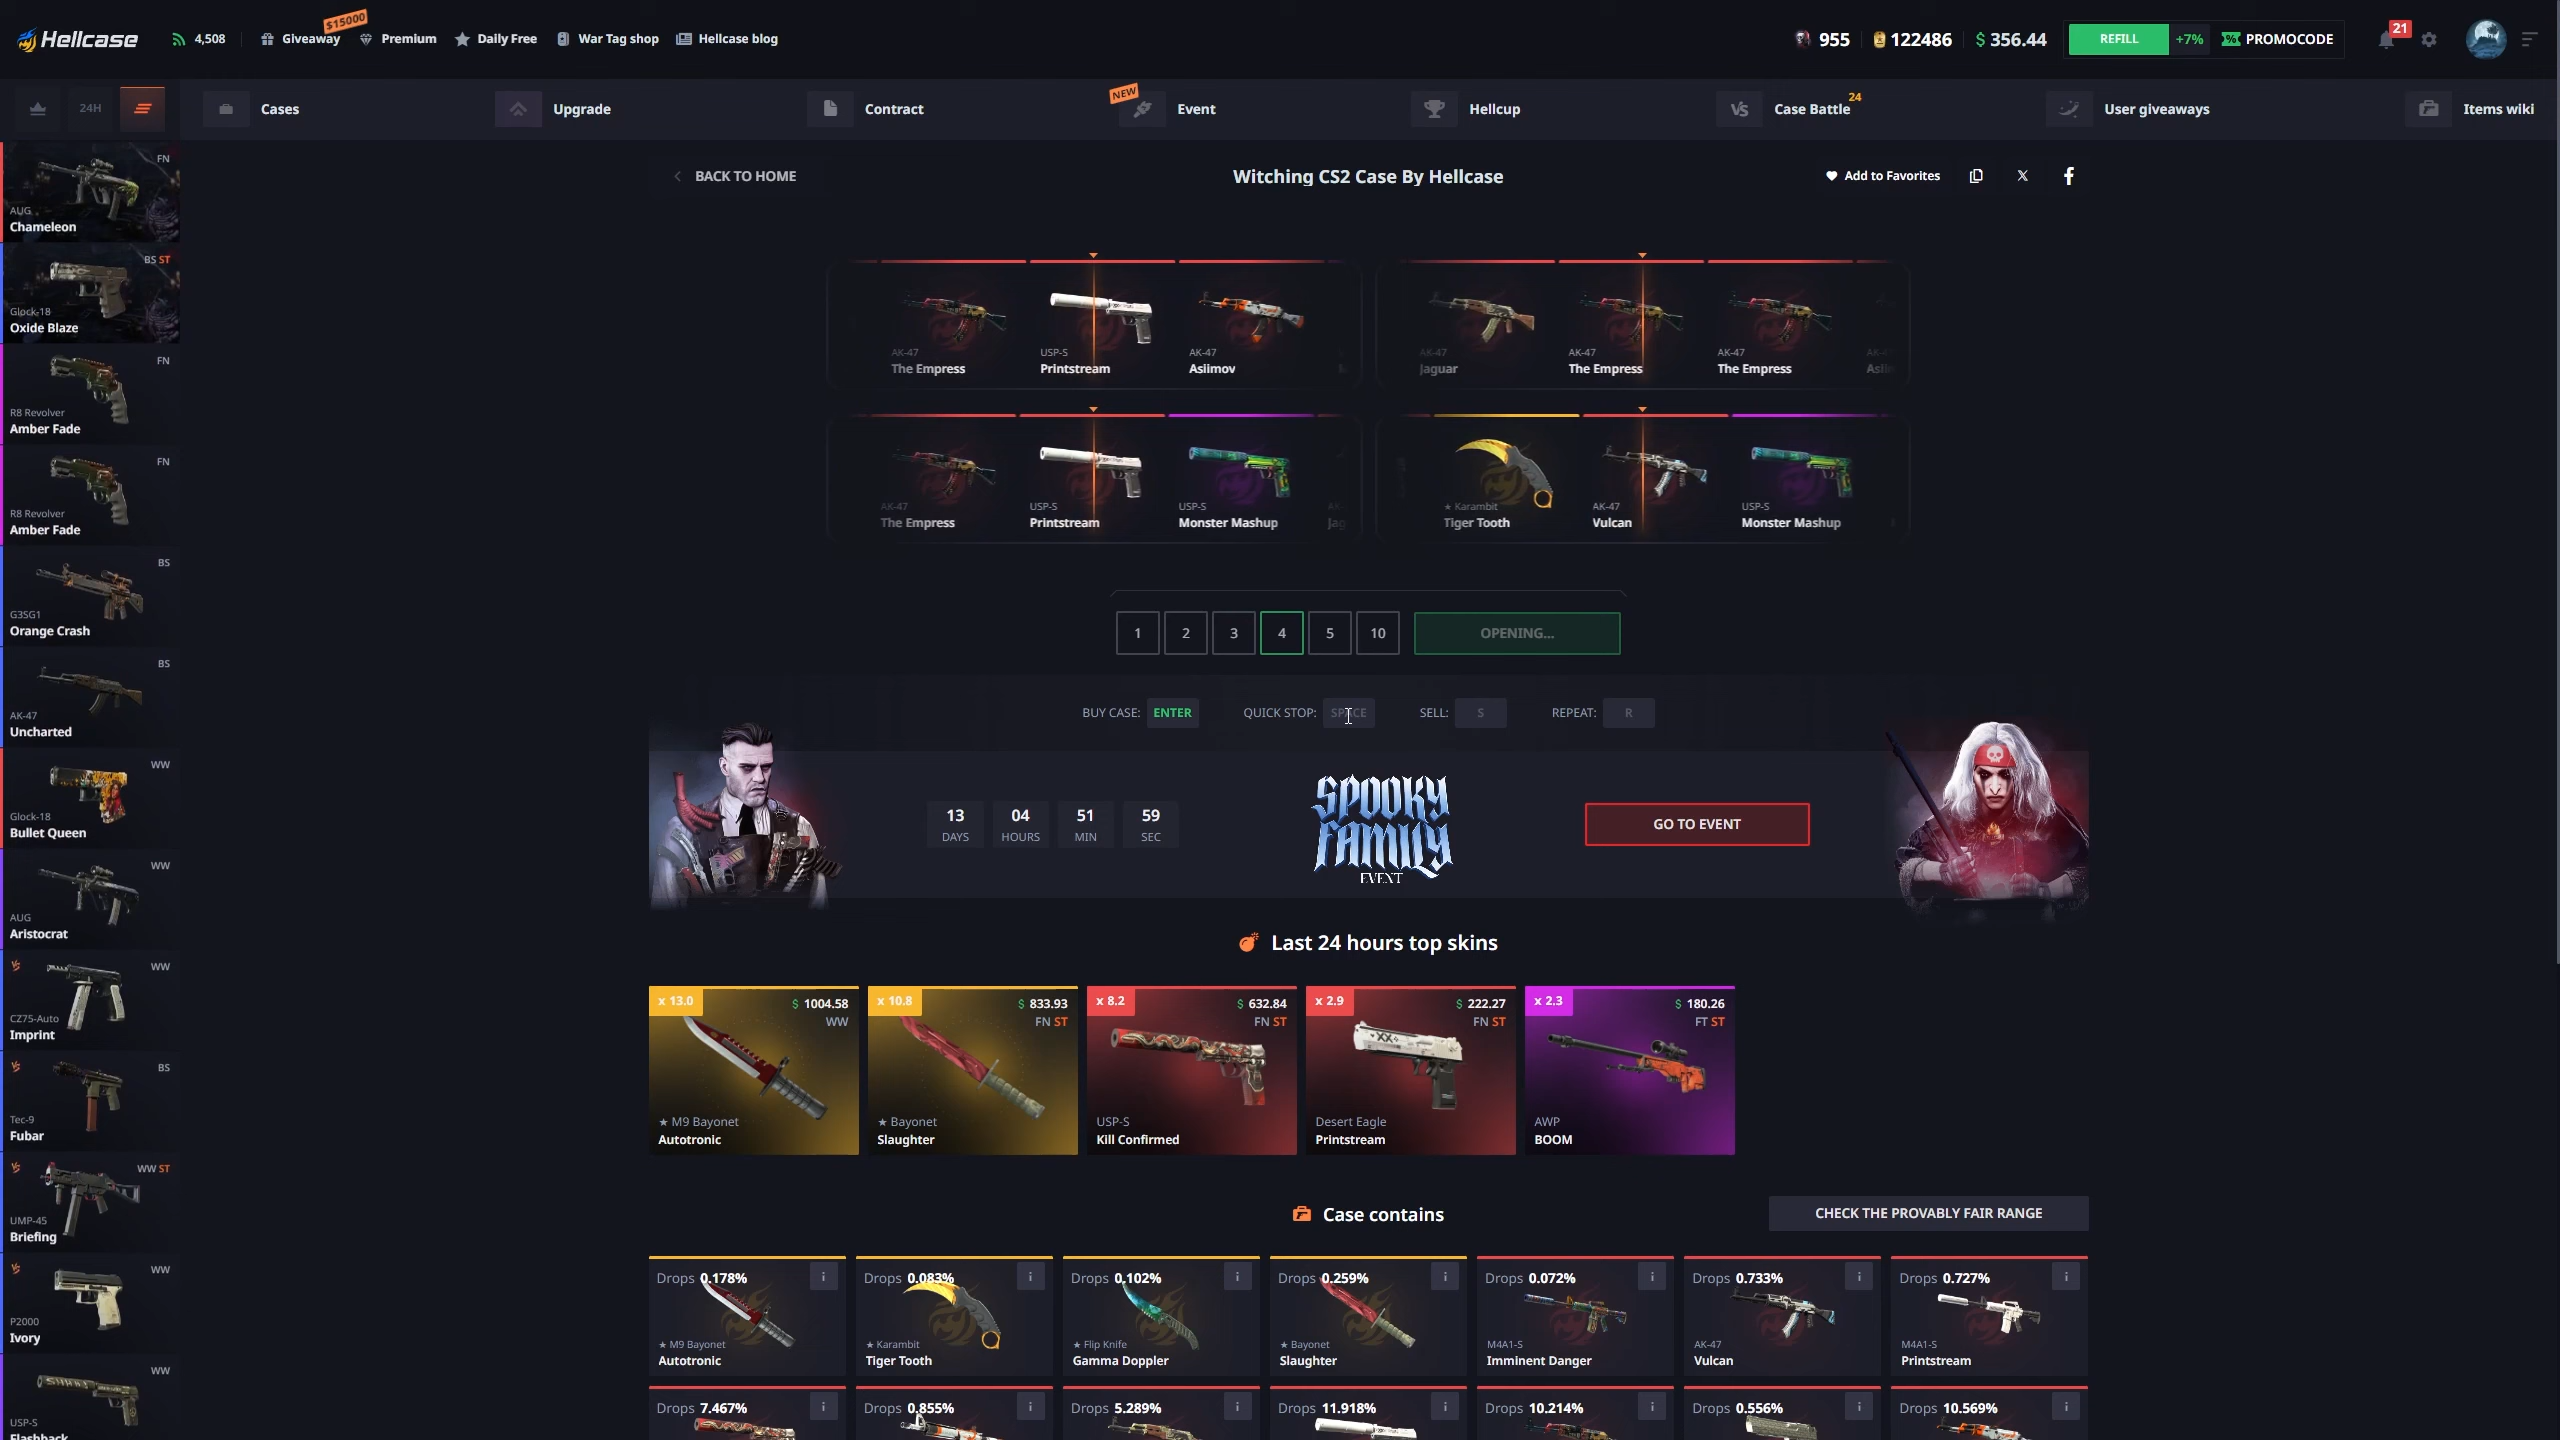 Hellcase
4,508
Giveaway
$15000
Premium
Daily Free
War Tag shop
Hellcase blog
955
122486
$ 356.44
REFILL
+7%
PROMOCODE
21
24H
Cases
Upgrade
Contract
NEW
Event
Hellcup
VS
Case Battle
24
User giveaways
Items wiki
FN
AUG
Chameleon
BS ST
Glock-18
Oxide Blaze
FN
R8 Revolver
Amber Fade
FN
R8 Revolver
Amber Fade
BS
G3SG1
Orange Crash
BS
AK-47
Uncharted
WW
Glock-18
Bullet Queen
WW
AUG
Aristocrat
WW
CZ75-Auto
Imprint
BS
Tec-9
Fubar
WW ST
UMP-45
Briefing
WW
P2000
Ivory
WW
USP-S
Flashback
BACK TO HOME
Witching CS2 Case By Hellcase
Add to Favorites
AK-47
The Empress
USP-S
Printstream
AK-47
Asiimov
AK-47
Jaguar
AK-47
The Empress
AK-47
The Empress
AK-47
The Empress
USP-S
Printstream
USP-S
Monster Mashup
★ Karambit
Tiger Tooth
AK-47
Vulcan
USP-S
Monster Mashup
1
2
3
4
5
10
OPENING...
BUY CASE: ENTER
QUICK STOP: SPACE
SELL: S
REPEAT: R
13
DAYS
04
HOURS
51
MIN
59
SEC
SPOOKY
FAMILY
EVENT
GO TO EVENT
Last 24 hours top skins
x 13.0
$ 1004.58
WW
★ M9 Bayonet
Autotronic
x 10.8
$ 833.93
FN ST
★ Bayonet
Slaughter
x 8.2
$ 632.84
FN ST
USP-S
Kill Confirmed
x 2.9
$ 222.27
FN ST
Desert Eagle
Printstream
x 2.3
$ 180.26
FT ST
AWP
BOOM
Case contains
CHECK THE PROVABLY FAIR RANGE
Drops 0.178%
★ M9 Bayonet
Autotronic
Drops 0.083%
★ Karambit
Tiger Tooth
Drops 0.102%
★ Flip Knife
Gamma Doppler
Drops 0.259%
★ Bayonet
Slaughter
Drops 0.072%
M4A1-S
Imminent Danger
Drops 0.733%
AK-47
Vulcan
Drops 0.727%
M4A1-S
Printstream
Drops 7.467%
Drops 0.855%
Drops 5.289%
Drops 11.918%
Drops 10.214%
Drops 0.556%
Drops 10.569%